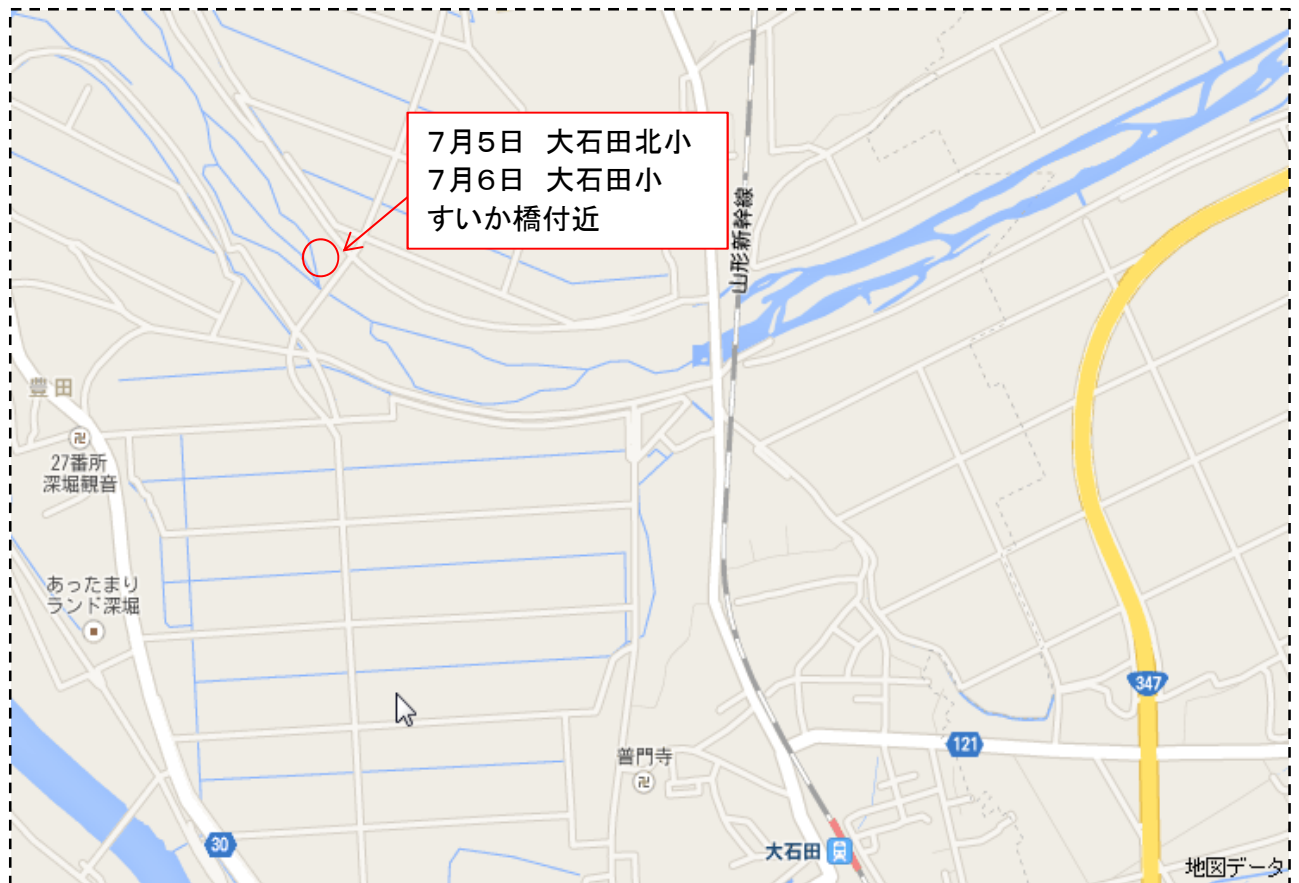 7月5日　大石田北小
7月6日　大石田小
すいか橋付近
山形新幹線
豊田
27番所
深堀観音
あったまり
ランド深堀
347
121
普門寺
30
大石田
地図データ